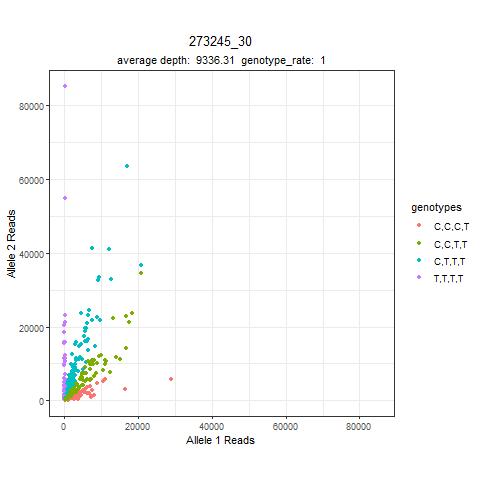 273245_30
average depth:  9336.31  genotype_rate:  1
Allele 2 Reads
80000
60000
40000
20000
0
0
20000
40000
60000
80000
Allele 1 Reads
genotypes
C,C,C,T
C,C,T,T
C,T,T,T
T,T,T,T